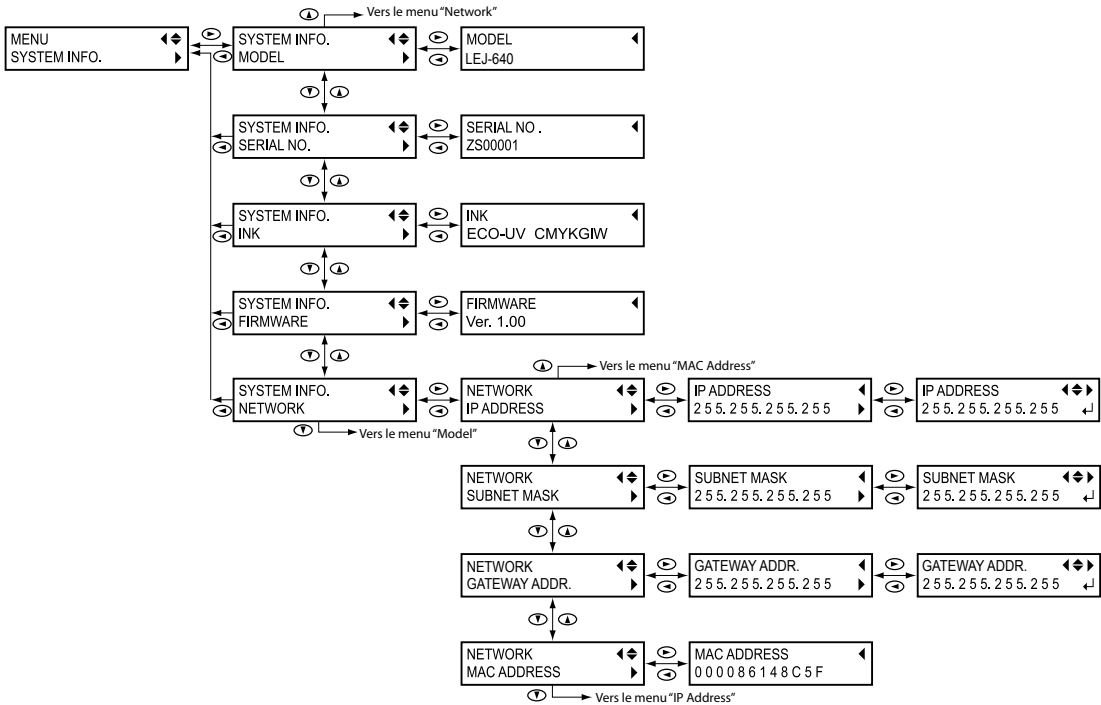 Vers le menu “Network”
MENU
SYSTEM INFO.
SYSTEM INFO.
MODEL
MODEL
LEJ-640
SYSTEM INFO.
SERIAL NO.
SERIAL NO .
ZS00001
SYSTEM INFO.
INK
INK
ECO-UV CMYKGIW
SYSTEM INFO.
FIRMWARE
FIRMWARE
Ver. 1.00
Vers le menu “MAC Address”
SYSTEM INFO.
NETWORK
NETWORK
IP ADDRESS
IP ADDRESS
255.255.255.255
IP ADDRESS
255.255.255.255
Vers le menu “Model”
NETWORK
SUBNET MASK
SUBNET MASK
255.255.255.255
SUBNET MASK
255.255.255.255
NETWORK
GATEWAY ADDR.
GATEWAY ADDR.
255.255.255.255
GATEWAY ADDR.
255.255.255.255
NETWORK
MAC ADDRESS
MAC ADDRESS
000086148C5F
Vers le menu “IP Address”